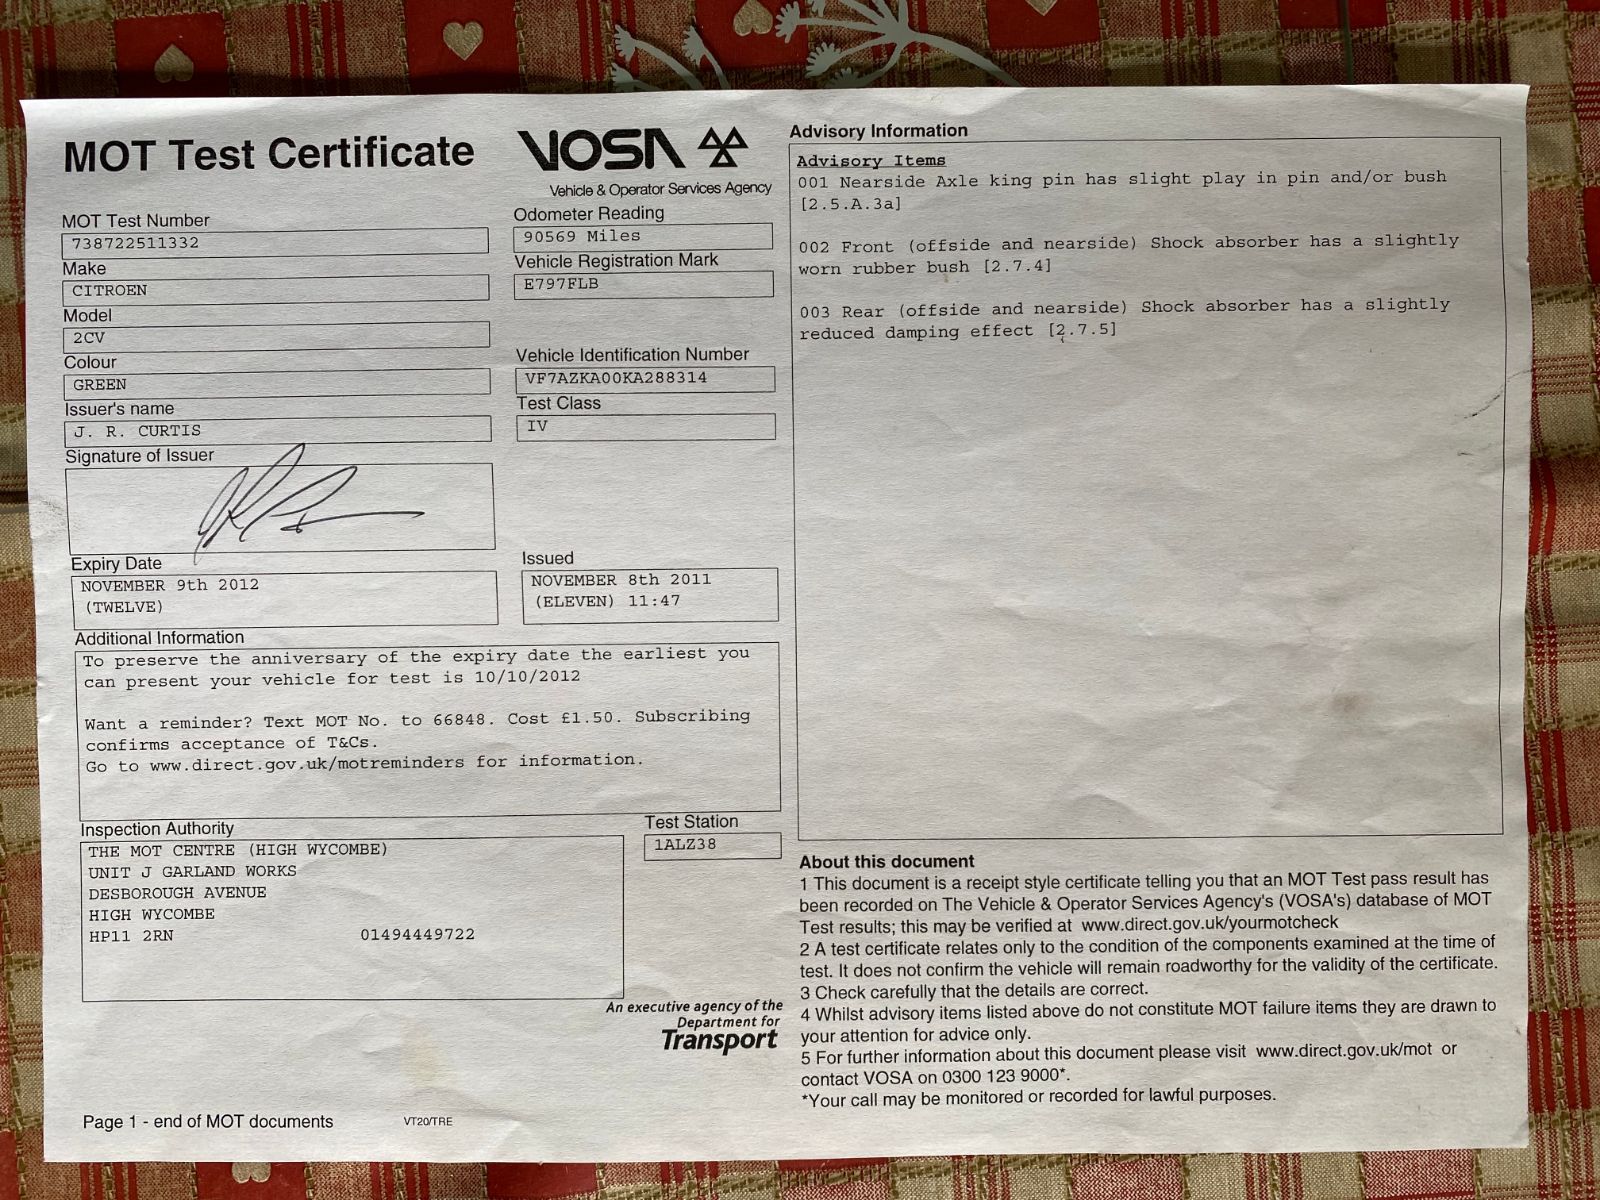 MOT Test Certificate
VOSA
Vehicle & Operator Services Agency
MOT Test Number
738722511332
Make
CITROEN
Model
2CV
Colour
GREEN
Issuer's name
J. R. CURTIS
Signature of Issuer
Odometer Reading
90569 Miles
Vehicle Registration Mark
E797FLB
Vehicle Identification Number
VF7AZKA00KA288314
Test Class
IV
Expiry Date
NOVEMBER 9th 2012
(TWELVE)
Issued
NOVEMBER 8th 2011
(ELEVEN) 11:47
Additional Information
To preserve the anniversary of the expiry date the earliest you
can present your vehicle for test is 10/10/2012
Want a reminder? Text MOT No. to 66848. Cost £1.50. Subscribing
confirms acceptance of T&Cs.
Go to www.direct.gov.uk/motreminders for information.
Inspection Authority
THE MOT CENTRE (HIGH WYCOMBE)
UNIT J GARLAND WORKS
DESBOROUGH AVENUE
HIGH WYCOMBE
HP11 2RN 01494449722
Test Station
1ALZ38
An executive agency of the
Department for
Transport
Page 1 - end of MOT documents
VT20/TRE
Advisory Information
Advisory Items
001 Nearside Axle king pin has slight play in pin and/or bush
[2.5.A.3a]
002 Front (offside and nearside) Shock absorber has a slightly
worn rubber bush [2.7.4]
003 Rear (offside and nearside) Shock absorber has a slightly
reduced damping effect [2.7.5]
About this document
1 This document is a receipt style certificate telling you that an MOT Test pass result has
been recorded on The Vehicle & Operator Services Agency's (VOSA's) database of MOT
Test results; this may be verified at www.direct.gov.uk/yourmotcheck
2 A test certificate relates only to the condition of the components examined at the time of
test. It does not confirm the vehicle will remain roadworthy for the validity of the certificate.
3 Check carefully that the details are correct.
4 Whilst advisory items listed above do not constitute MOT failure items they are drawn to
your attention for advice only.
5 For further information about this document please visit www.direct.gov.uk/mot or
contact VOSA on 0300 123 9000*.
*Your call may be monitored or recorded for lawful purposes.